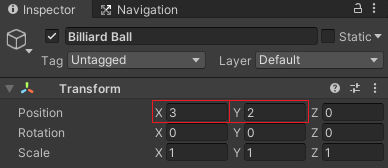 Inspector Navigation
Billiard Ball Static
Tag Untagged Layer Default
Transform
Position X 3 Y 2 Z 0
Rotation X 0 Y 0 Z 0
Scale X 1 Y 1 Z 1